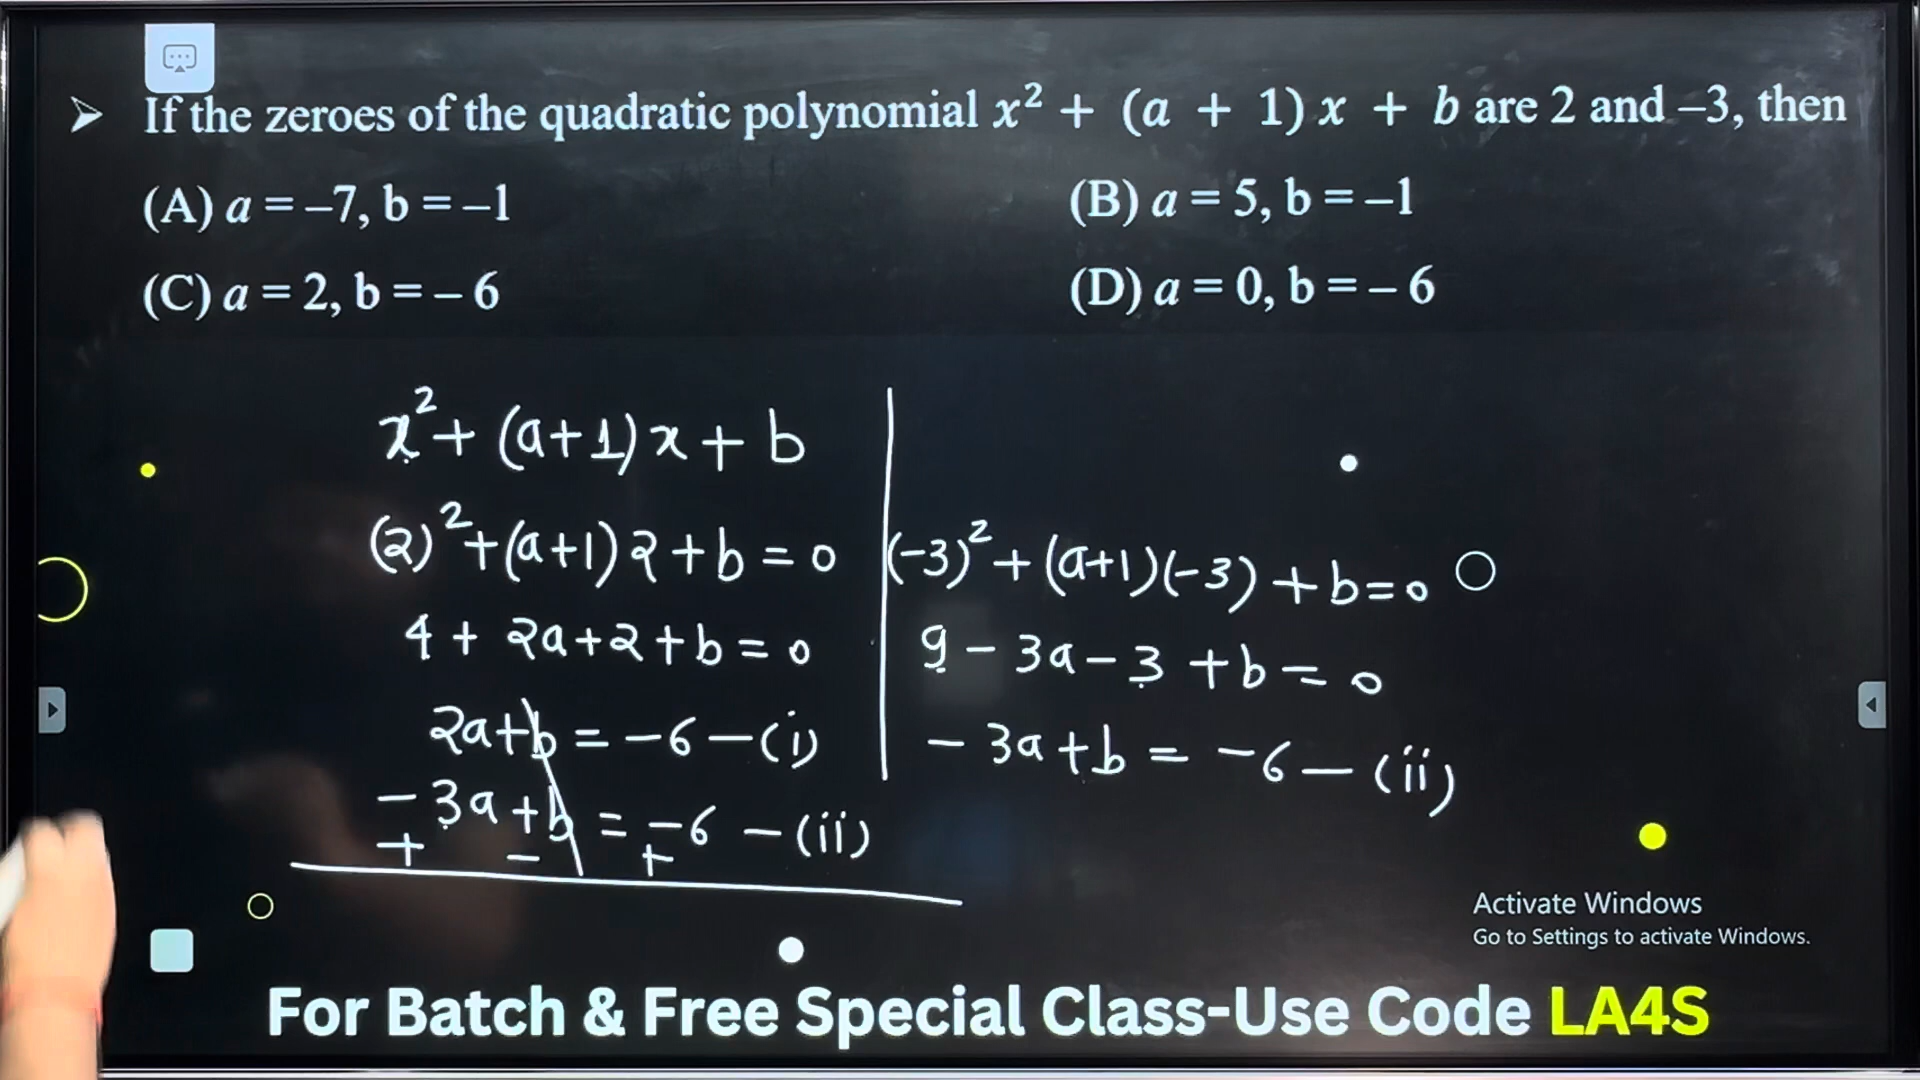 ➤ If the zeroes of the quadratic polynomial x² + (a + 1) x + b are 2 and –3, then
(A) a = –7, b = –1
(B) a = 5, b = –1
(C) a = 2, b = – 6
(D) a = 0, b = – 6
x² + (a+1) x + b
(2)² + (a+1) 2 + b = 0
4 + 2a + 2 + b = 0
2a + b = -6 - (i)
- 3a + b = -6 - (ii)
+ - +
(-3)² + (a+1)(-3) + b = 0
9 - 3a - 3 + b = 0
- 3a + b = -6 - (ii)
Activate Windows
Go to Settings to activate Windows.
For Batch & Free Special Class-Use Code LA4S